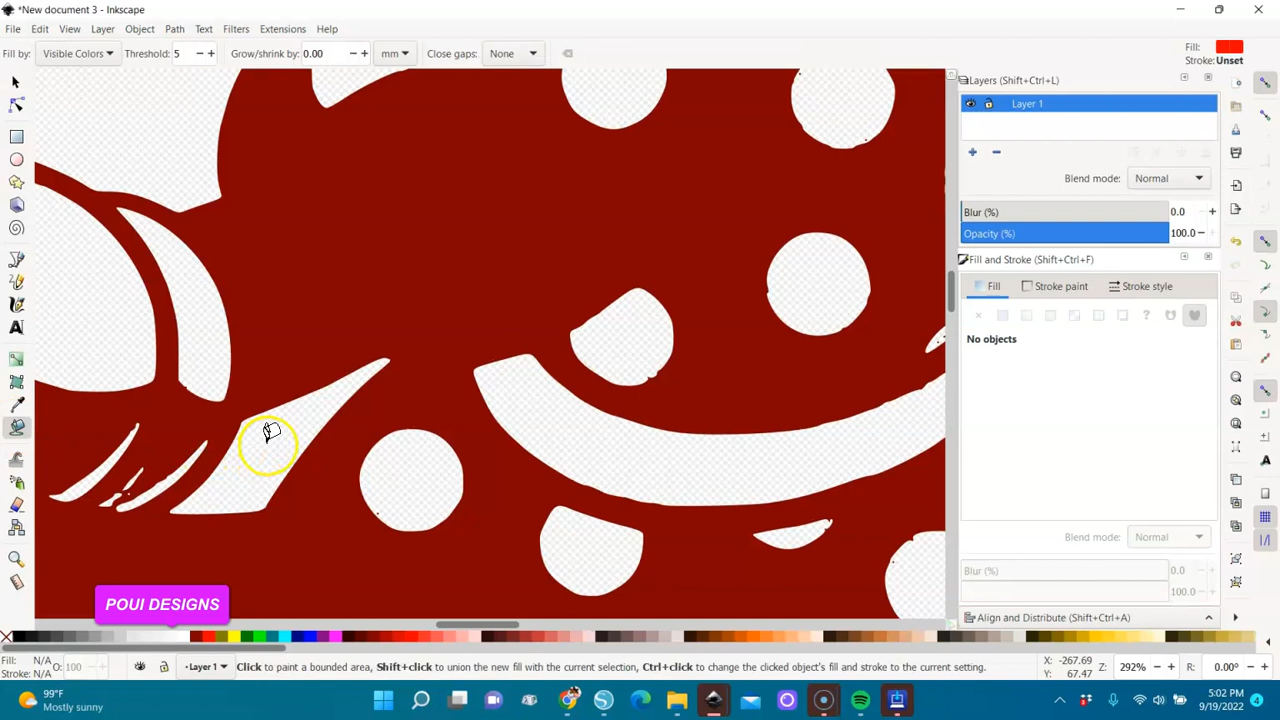 *New document 3 - Inkscape
File Edit View Layer Object Path Text Filters Extensions Help
Fill by: Visible Colors Threshold: 5 Grow/shrink by: 0.00 mm Close gaps: None
Fill:
Stroke: Unset
Layers (Shift+Ctrl+L)
Layer 1
Blend mode: Normal
Blur (%) 0.0
Opacity (%) 100.0
Fill and Stroke (Shift+Ctrl+F)
Fill Stroke paint Stroke style
No objects
Blend mode: Normal
Blur (%) 0.0
Opacity (%) 100.0
Align and Distribute (Shift+Ctrl+A)
POUI DESIGNS
Fill: N/A
Stroke: N/A
O: 100
Layer 1
Click to paint a bounded area, Shift+click to union the new fill with the current selection, Ctrl+click to change the clicked object's fill and stroke to the current setting.
X: -267.69
Y: 67.47
Z: 292%
R: 0.00°
99°F
Mostly sunny
5:02 PM
9/19/2022
4